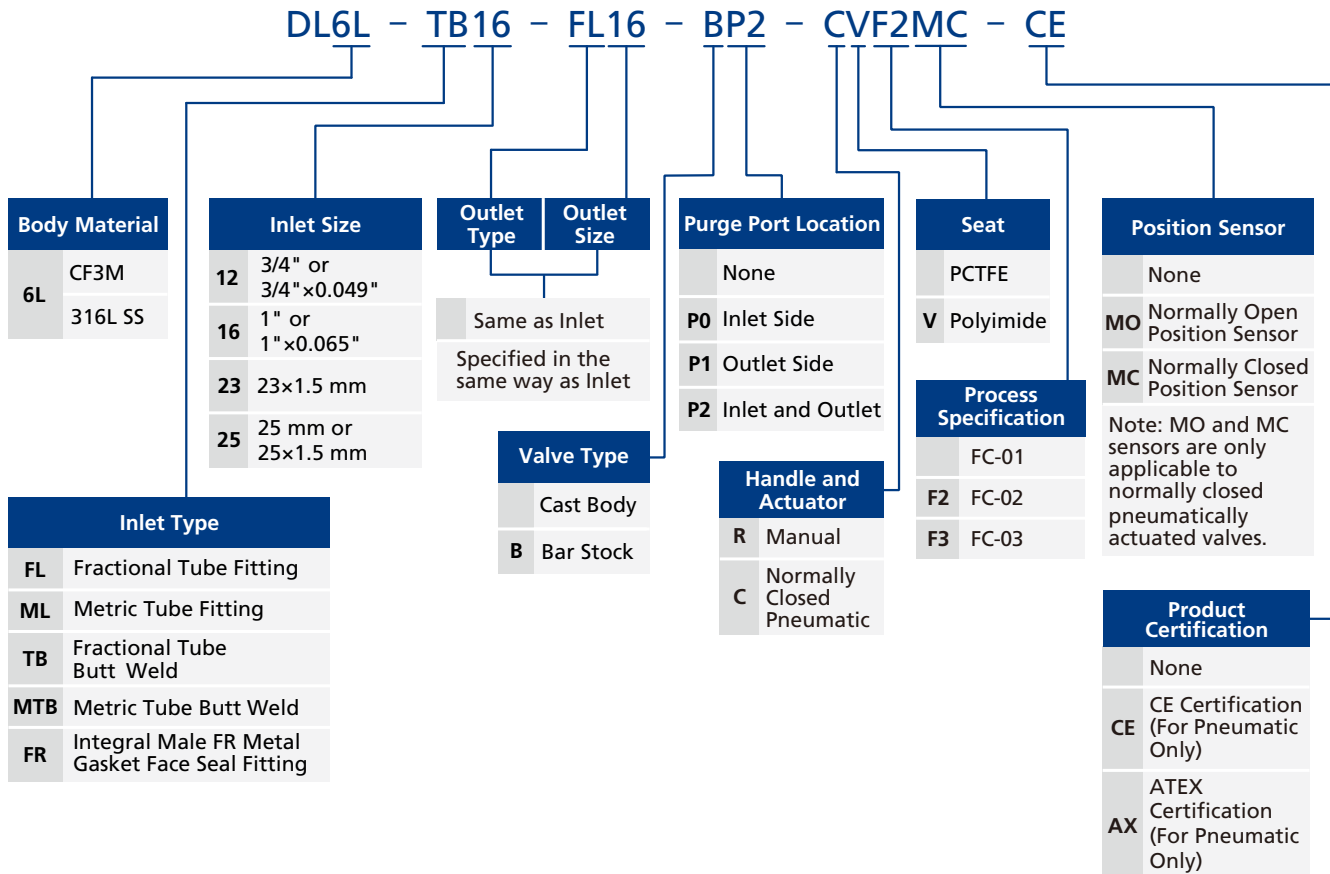 DL6L – TB16 – FL16 – BP2 – CVF2MC – CE
Body Material
6L
CF3M
316L SS
Inlet Size
12
3/4" or
3/4"×0.049"
16
1" or
1"×0.065"
23
23×1.5 mm
25
25 mm or
25×1.5 mm
Outlet
Type
Outlet
Size
Same as Inlet
Specified in the
same way as Inlet
Purge Port Location
None
P0
Inlet Side
P1
Outlet Side
P2
Inlet and Outlet
Seat
PCTFE
V
Polyimide
Position Sensor
None
MO
Normally Open
Position Sensor
MC
Normally Closed
Position Sensor
Note: MO and MC
sensors are only
applicable to
normally closed
pneumatically
actuated valves.
Process
Specification
FC-01
F2
FC-02
F3
FC-03
Valve Type
Cast Body
B
Bar Stock
Handle and
Actuator
R
Manual
C
Normally
Closed
Pneumatic
Inlet Type
FL
Fractional Tube Fitting
ML
Metric Tube Fitting
TB
Fractional Tube
Butt Weld
MTB
Metric Tube Butt Weld
FR
Integral Male FR Metal
Gasket Face Seal Fitting
Product
Certification
None
CE
CE Certification
(For Pneumatic
Only)
AX
ATEX
Certification
(For Pneumatic
Only)